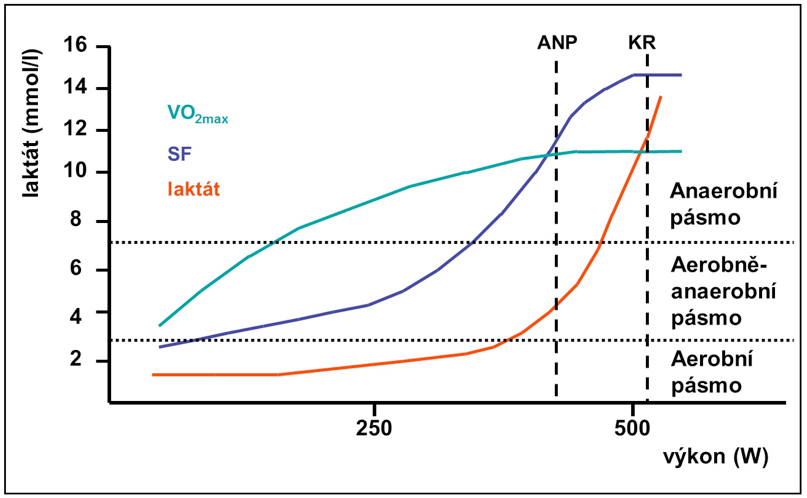 ANP
KR
laktát (mmol/l)
16
14
12
10
8
6
4
2
VO2max
SF
laktát
Anaerobní
pásmo
Aerobně-
anaerobní
pásmo
Aerobní
pásmo
250
500
výkon (W)